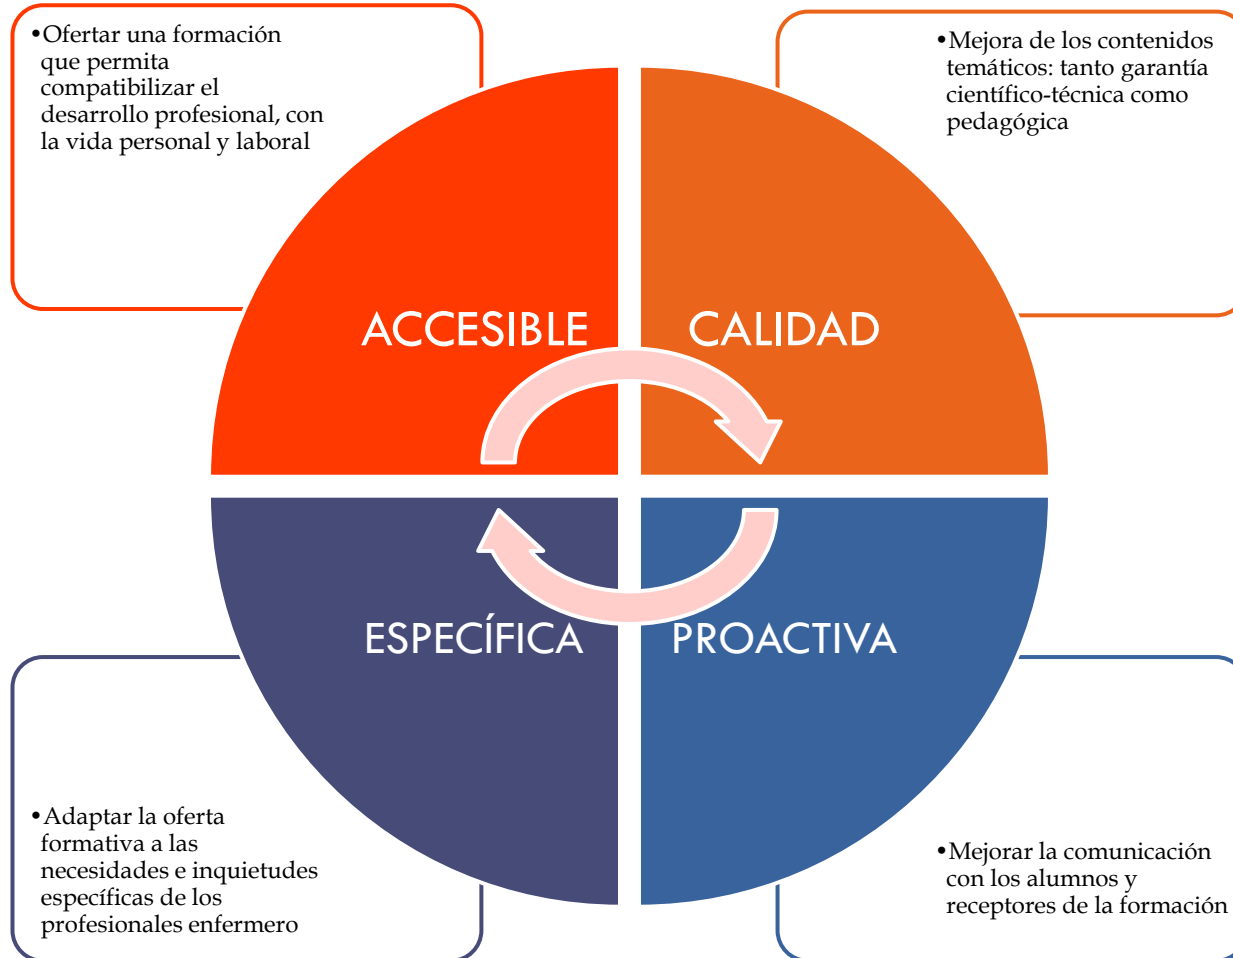 •Ofertar una formación
que permita
compatibilizar el
desarrollo profesional, con
la vida personal y laboral
•Mejora de los contenidos
temáticos: tanto garantía
científico-técnica como
pedagógica
ACCESIBLE
CALIDAD
ESPECÍFICA
PROACTIVA
•Adaptar la oferta
formativa a las
necesidades e inquietudes
específicas de los
profesionales enfermero
•Mejorar la comunicación
con los alumnos y
receptores de la formación